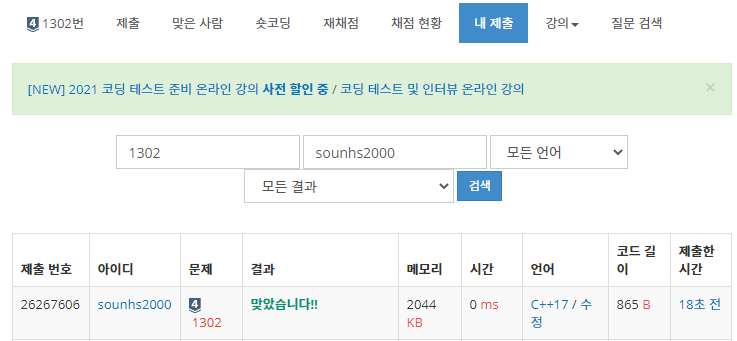 4 1302번 제출 맞은 사람 숏코딩 재채점 채점 현황 내 제출 강의 질문 검색
[NEW] 2021 코딩 테스트 준비 온라인 강의 사전 할인 중 / 코딩 테스트 및 인터뷰 온라인 강의 ×
1302 sounhs2000 모든 언어
모든 결과 검색
제출 번호 아이디 문제 결과 메모리 시간 언어 코드 길이 제출한 시간
26267606 sounhs2000 4 1302 맞았습니다!! 2044 KB 0 ms C++17 / 수정 865 B 18초 전